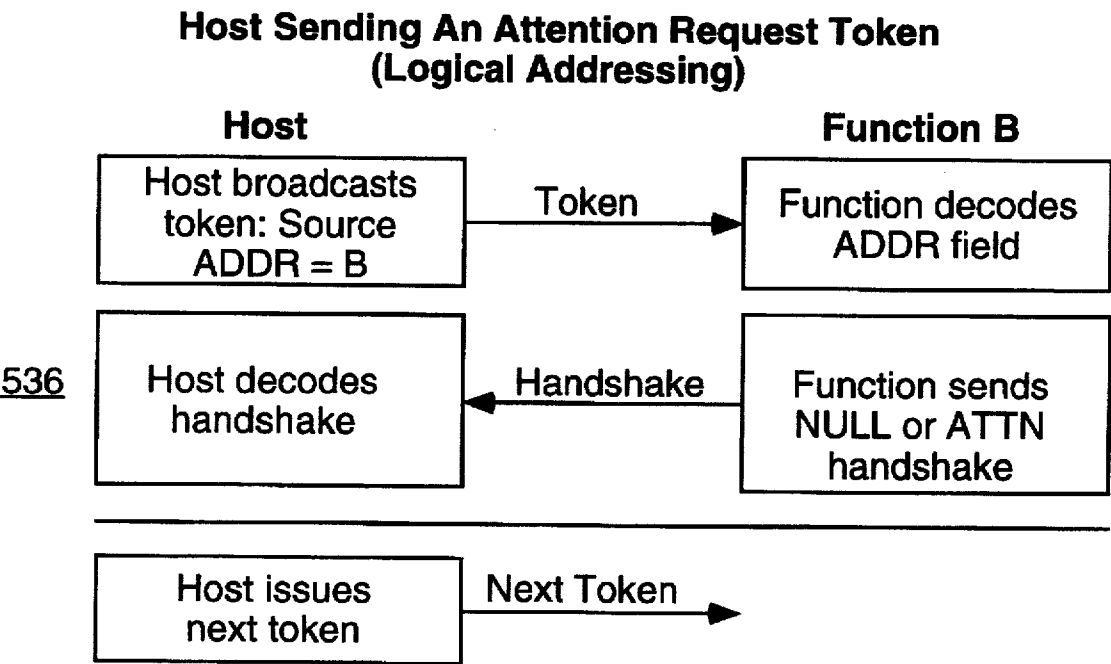 Host Sending An Attention Request Token
(Logical Addressing)
Host
Function B
Host broadcasts
token: Source
ADDR = B
Token
Function decodes
ADDR field
536
Host decodes
handshake
Handshake
Function sends
NULL or ATTN
handshake
Host issues
next token
Next Token